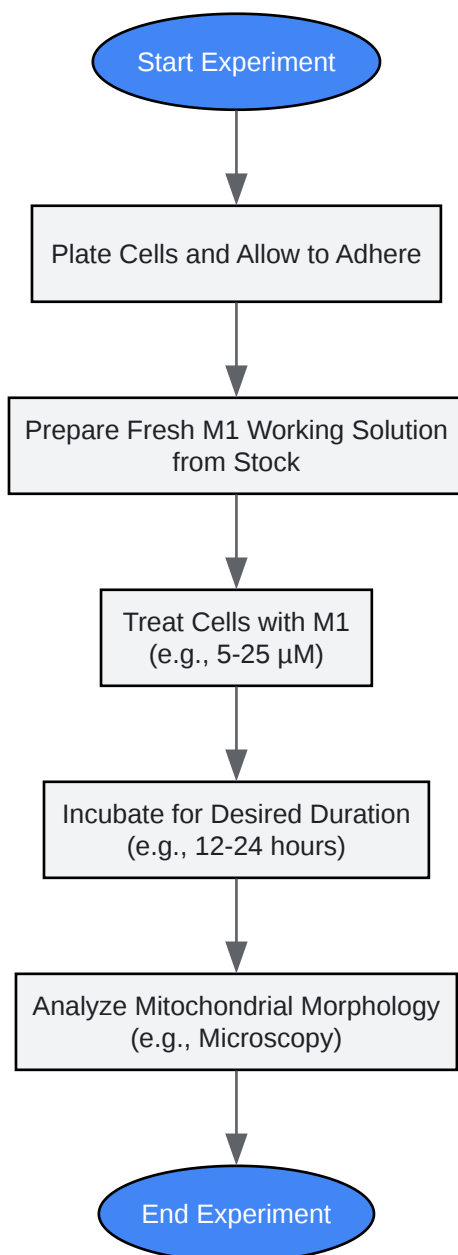 Start Experiment
Plate Cells and Allow to Adhere
Prepare Fresh M1 Working Solution
from Stock
Treat Cells with M1
(e.g., 5-25 µM)
Incubate for Desired Duration
(e.g., 12-24 hours)
Analyze Mitochondrial Morphology
(e.g., Microscopy)
End Experiment